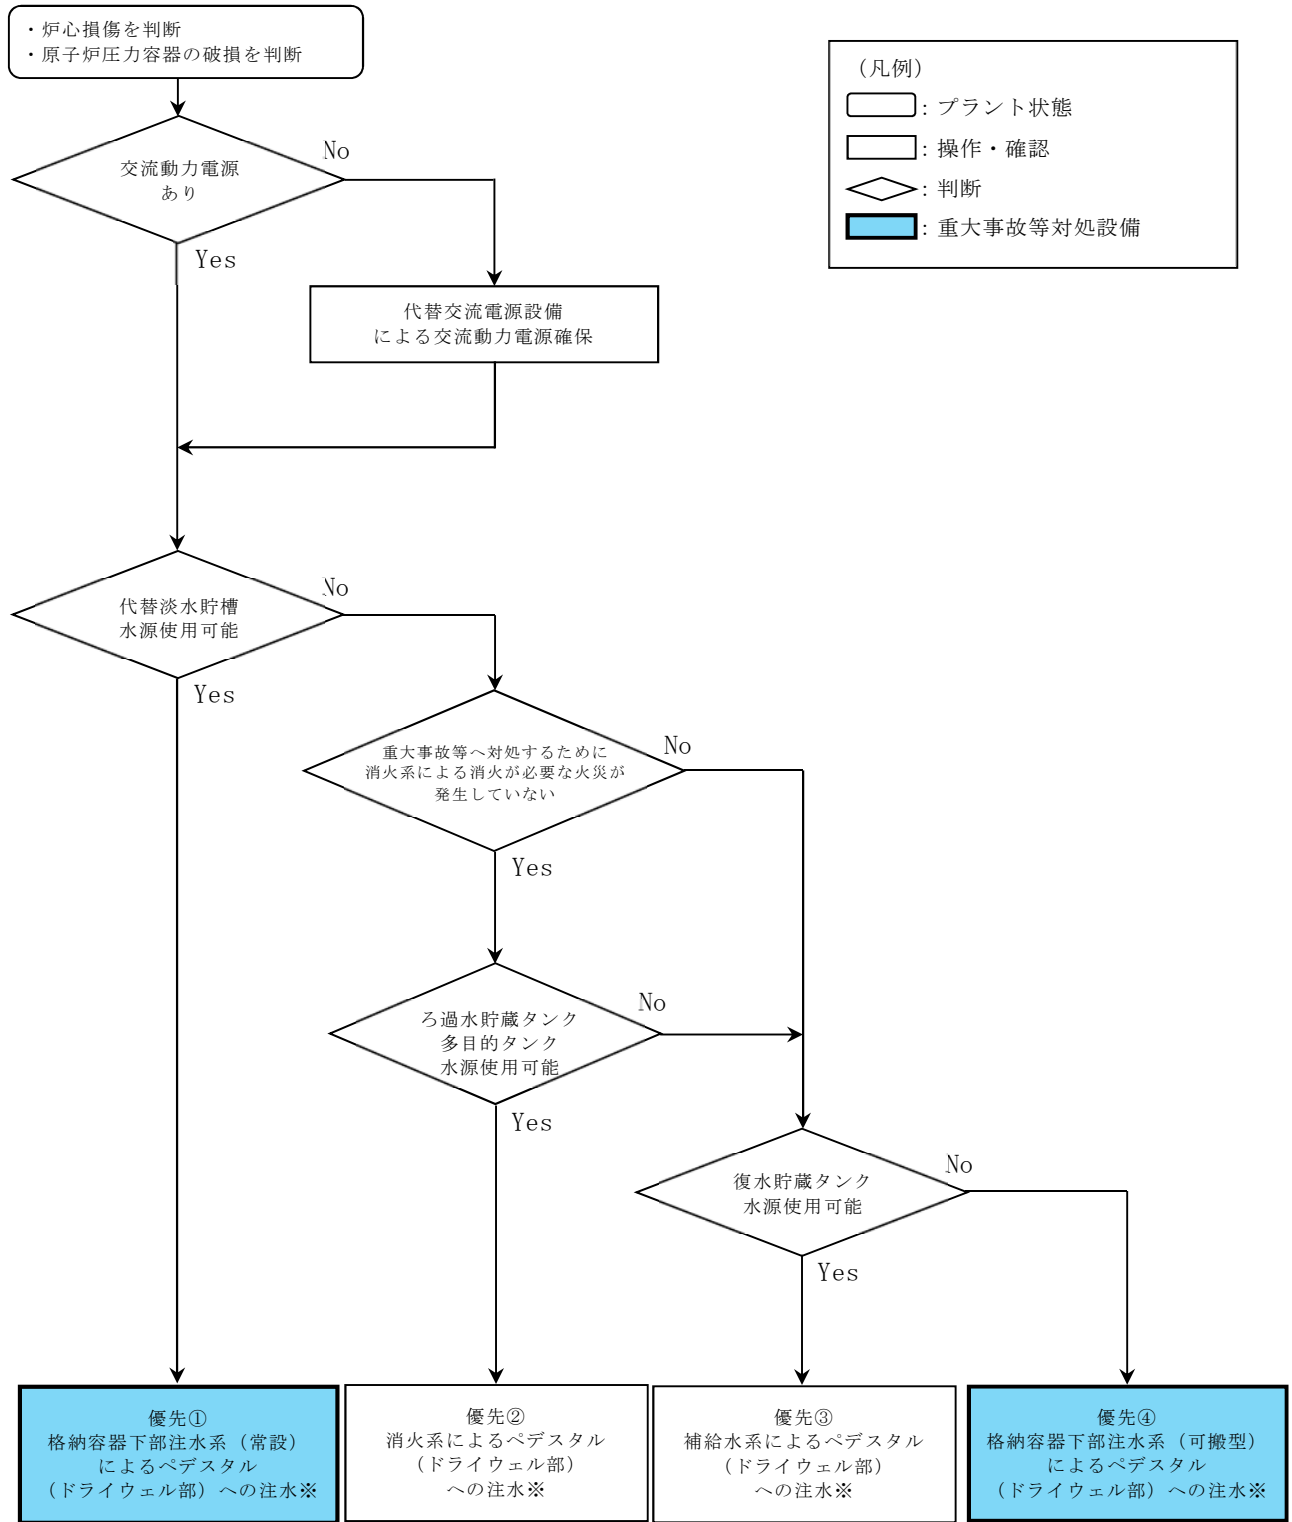 ・炉心損傷を判断
・原子炉圧力容器の破損を判断
(凡例)
：プラント状態
：操作・確認
：判断
：重大事故等対処設備
交流動力電源
あり
No
Yes
代替交流電源設備
による交流動力電源確保
代替淡水貯槽
水源使用可能
No
Yes
重大事故等へ対処するために
消火系による消火が必要な火災が
発生していない
No
Yes
ろ過水貯蔵タンク
多目的タンク
水源使用可能
No
Yes
復水貯蔵タンク
水源使用可能
No
Yes
優先①
格納容器下部注水系（常設）
によるペデスタル
（ドライウェル部）への注水※
優先②
消火系によるペデスタル
（ドライウェル部）
への注水※
優先③
補給水系によるペデスタル
（ドライウェル部）
への注水※
優先④
格納容器下部注水系（可搬型）
によるペデスタル
（ドライウェル部）への注水※